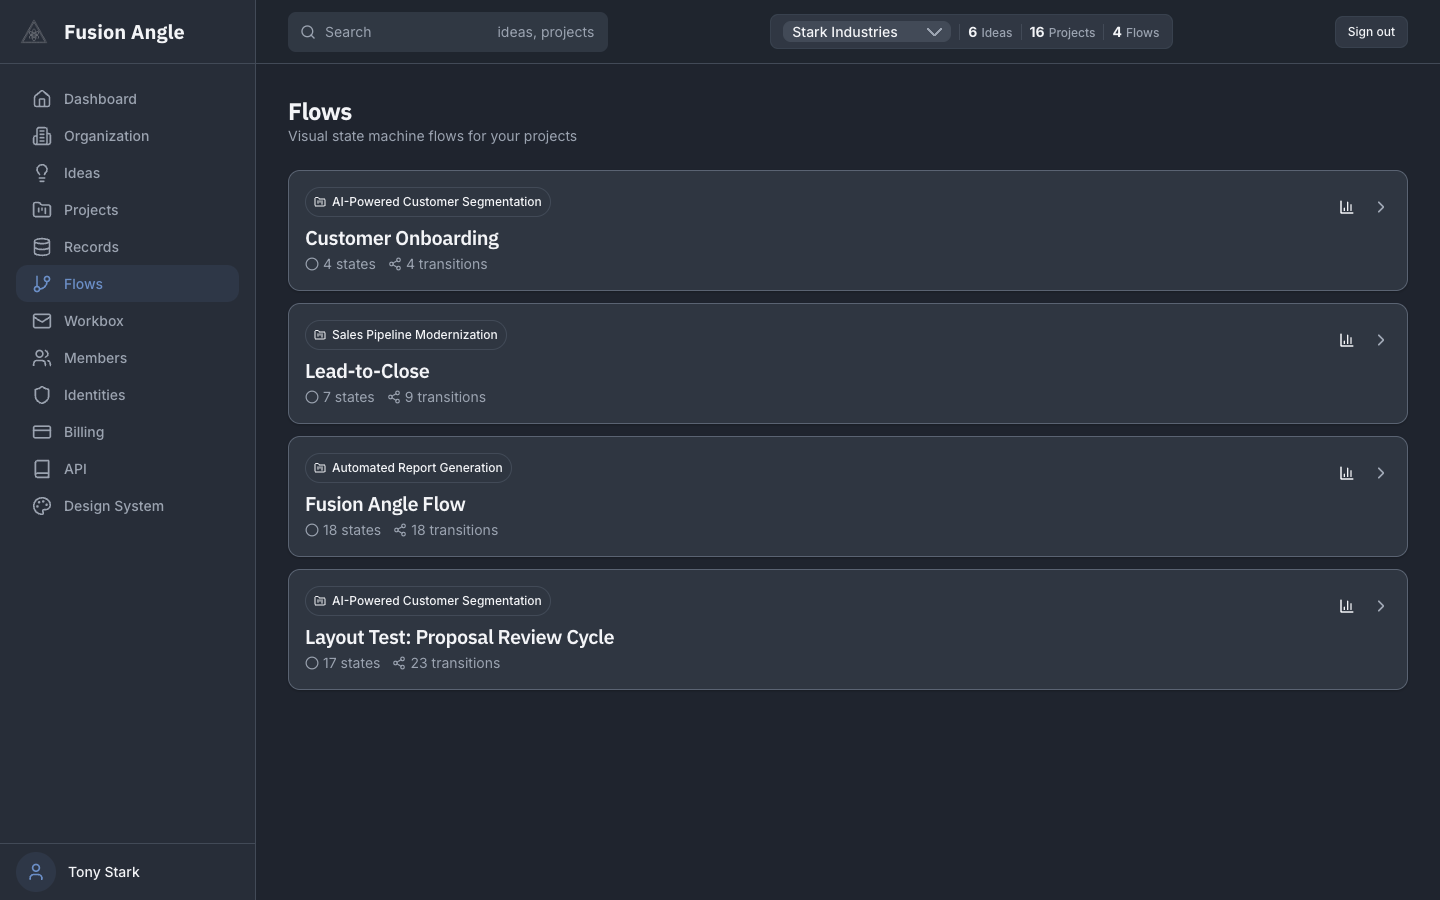 Fusion Angle
Search ideas, projects
Stark Industries 6 Ideas 16 Projects 4 Flows
Sign out
Dashboard
Organization
Ideas
Projects
Records
Flows
Workbox
Members
Identities
Billing
API
Design System
Tony Stark
Flows
Visual state machine flows for your projects
AI-Powered Customer Segmentation
Customer Onboarding
4 states 4 transitions
Sales Pipeline Modernization
Lead-to-Close
7 states 9 transitions
Automated Report Generation
Fusion Angle Flow
18 states 18 transitions
AI-Powered Customer Segmentation
Layout Test: Proposal Review Cycle
17 states 23 transitions